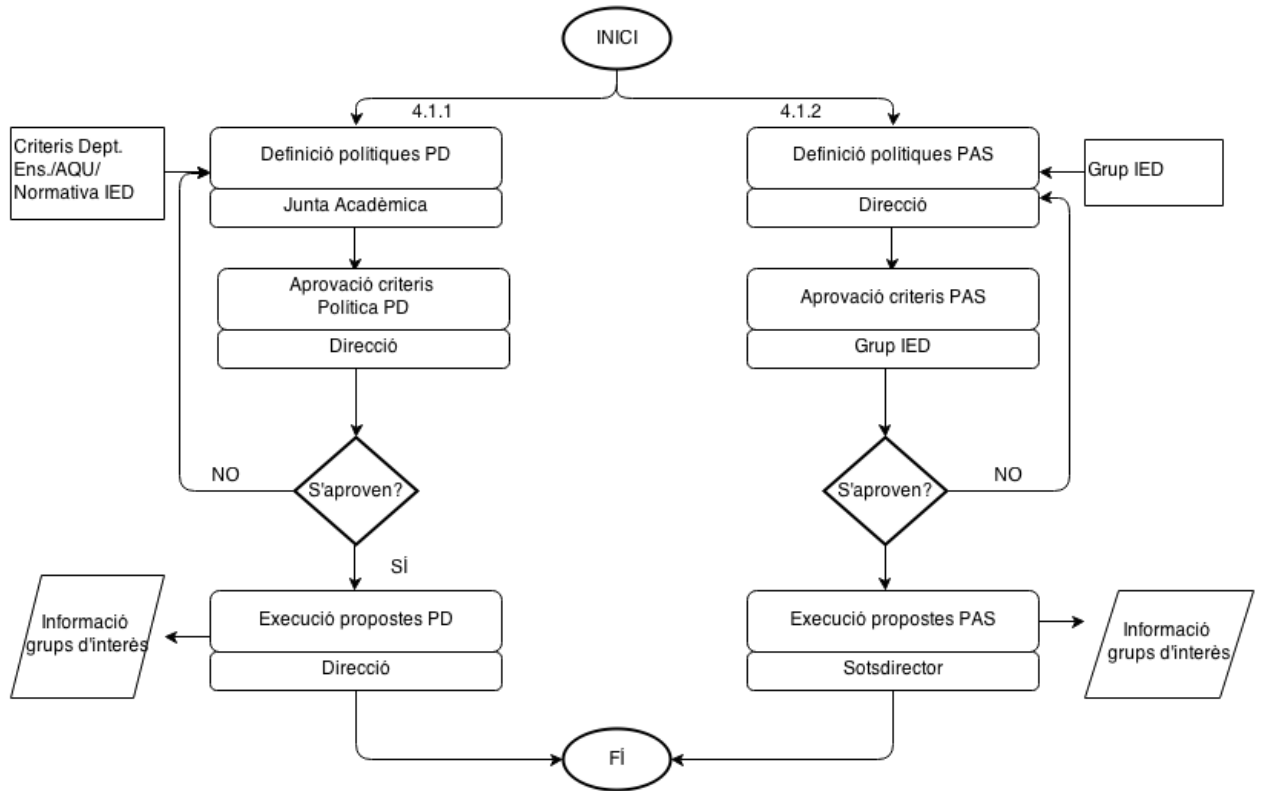 INICI
4.1.1
4.1.2
Criteris Dept.
Ens./AQU/
Normativa IED
Definició polítiques PD
Junta Acadèmica
Definició polítiques PAS
Direcció
Grup IED
Aprovació criteris
Política PD
Direcció
Aprovació criteris PAS
Grup IED
NO
S'aproven?
S'aproven?
NO
SÍ
Informació
grups d'interès
Execució propostes PD
Direcció
Execució propostes PAS
Sotsdirector
Informació
grups d'interès
FÍ